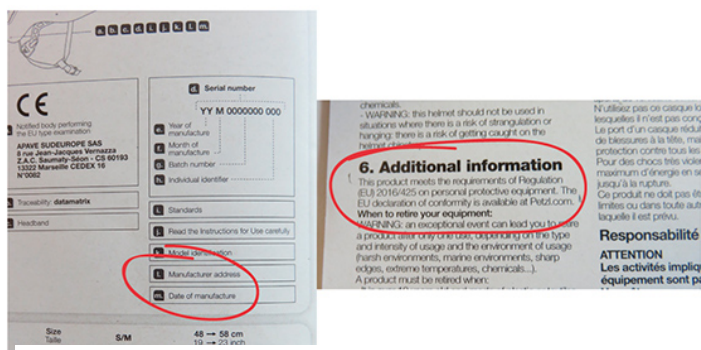 a. b. c. d. i. j. k. l. m.
CE
Notified body performing
the EU type examination
APAVE SUDEUROPE SAS
8 rue Jean-Jacques Vernazza
Z.A.C. Saumaty-Séon - CS 60193
13322 Marseille CEDEX 16
N°0082
Traceability: datamatrix
Headband
d. Serial number
YY M 0000000 000
e. Year of
manufacture
f. Month of
manufacture
g. Batch number
h. Individual identifier
i. Standards
j. Read the Instructions for Use carefully
k. Model identification
l. Manufacturer address
m. Date of manufacture
Size
Taille
S/M
48 → 58 cm
19 → 23 inch
chemicals.
- WARNING: this helmet should not be used in
situations where there is a risk of strangulation or
hanging: there is a risk of getting caught on the
helmet
6. Additional information
This product meets the requirements of Regulation
(EU) 2016/425 on personal protective equipment. The
EU declaration of conformity is available at Petzl.com.
When to retire your equipment:
WARNING: an exceptional event can lead you to retire
a product after only one use, depending on the type
and intensity of usage and the environment of usage
(harsh environments, marine environments, sharp
edges, extreme temperatures, chemicals...).
A product must be retired when:
N'utilisez pas ce casque
lesquelles il n'est pas
Le port d'un casque
de blessures à la tête,
protection contre tous les
Pour des chocs très
maximum d'énergie en se
jusqu'à la rupture.
Ce produit ne doit pas
limites ou dans toute
laquelle il est prévu.
Responsabilité
ATTENTION
Les activités
équipement sont